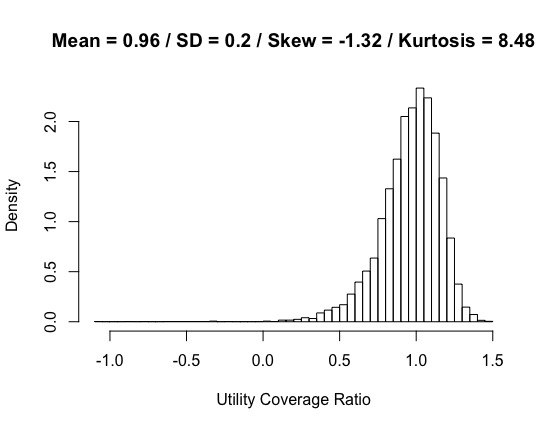 Mean = 0.96 / SD = 0.2 / Skew = -1.32 / Kurtosis = 8.48
2.0
1.5
1.0
0.5
0.0
Density
-1.0 -0.5 0.0 0.5 1.0 1.5
Utility Coverage Ratio